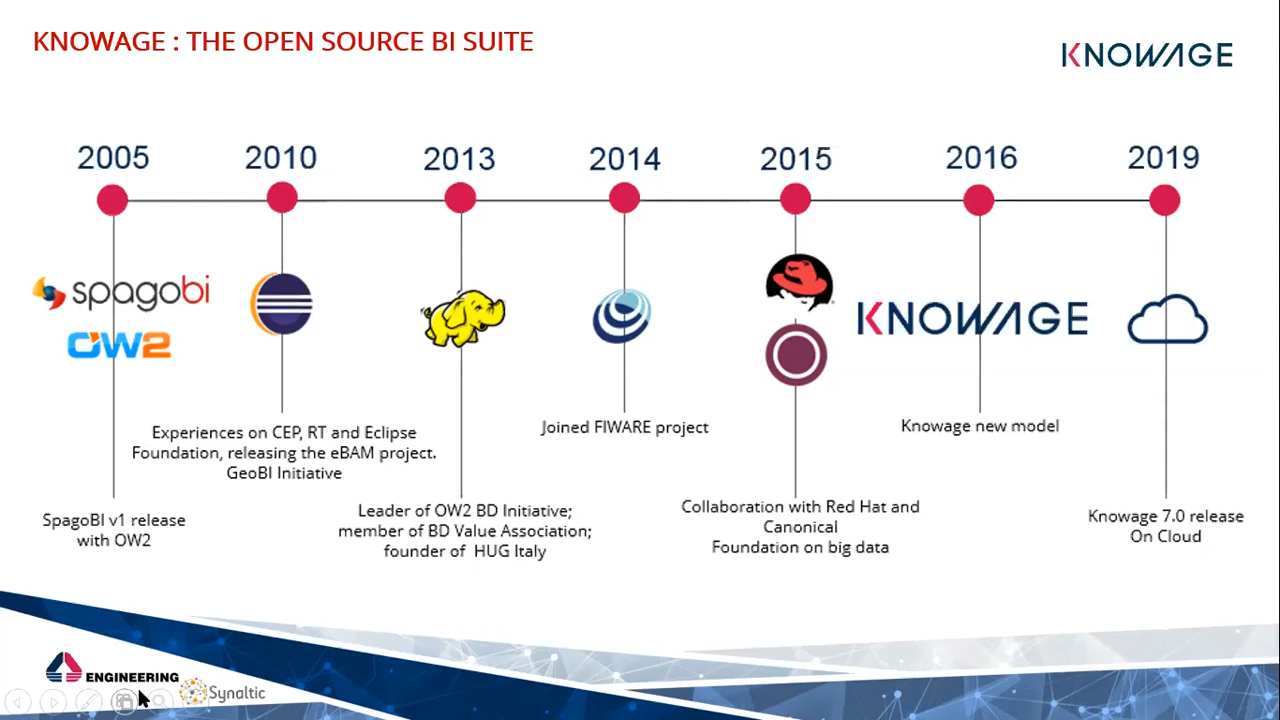 KNOWAGE : THE OPEN SOURCE BI SUITE
KNOWAGE
2005
2010
2013
2014
2015
2016
2019
spagobi
OW2
KNOWAGE
Experiences on CEP, RT and Eclipse
Foundation, releasing the eBAM project.
GeoBI Initiative
Joined FIWARE project
Knowage new model
SpagoBI v1 release
with OW2
Leader of OW2 BD Initiative;
member of BD Value Association;
founder of HUG Italy
Collaboration with Red Hat and
Canonical
Foundation on big data
Knowage 7.0 release
On Cloud
ENGINEERING
Synaltic